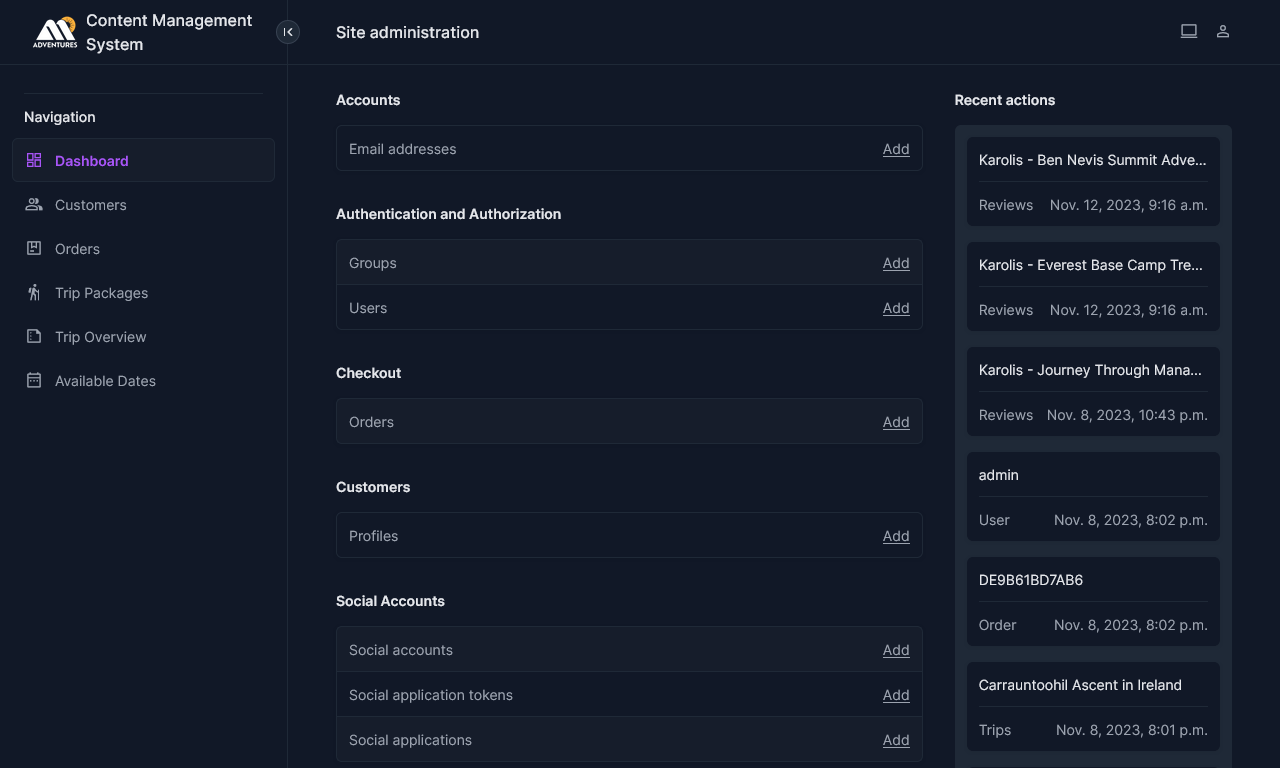 ADVENTURES
Content Management
System
Site administration
Navigation
Dashboard
Customers
Orders
Trip Packages
Trip Overview
Available Dates
Accounts
Email addresses Add
Authentication and Authorization
Groups Add
Users Add
Checkout
Orders Add
Customers
Profiles Add
Social Accounts
Social accounts Add
Social application tokens Add
Social applications Add
Recent actions
Karolis - Ben Nevis Summit Adve...
Reviews Nov. 12, 2023, 9:16 a.m.
Karolis - Everest Base Camp Tre...
Reviews Nov. 12, 2023, 9:16 a.m.
Karolis - Journey Through Mana...
Reviews Nov. 8, 2023, 10:43 p.m.
admin
User Nov. 8, 2023, 8:02 p.m.
DE9B61BD7AB6
Order Nov. 8, 2023, 8:02 p.m.
Carrauntoohil Ascent in Ireland
Trips Nov. 8, 2023, 8:01 p.m.